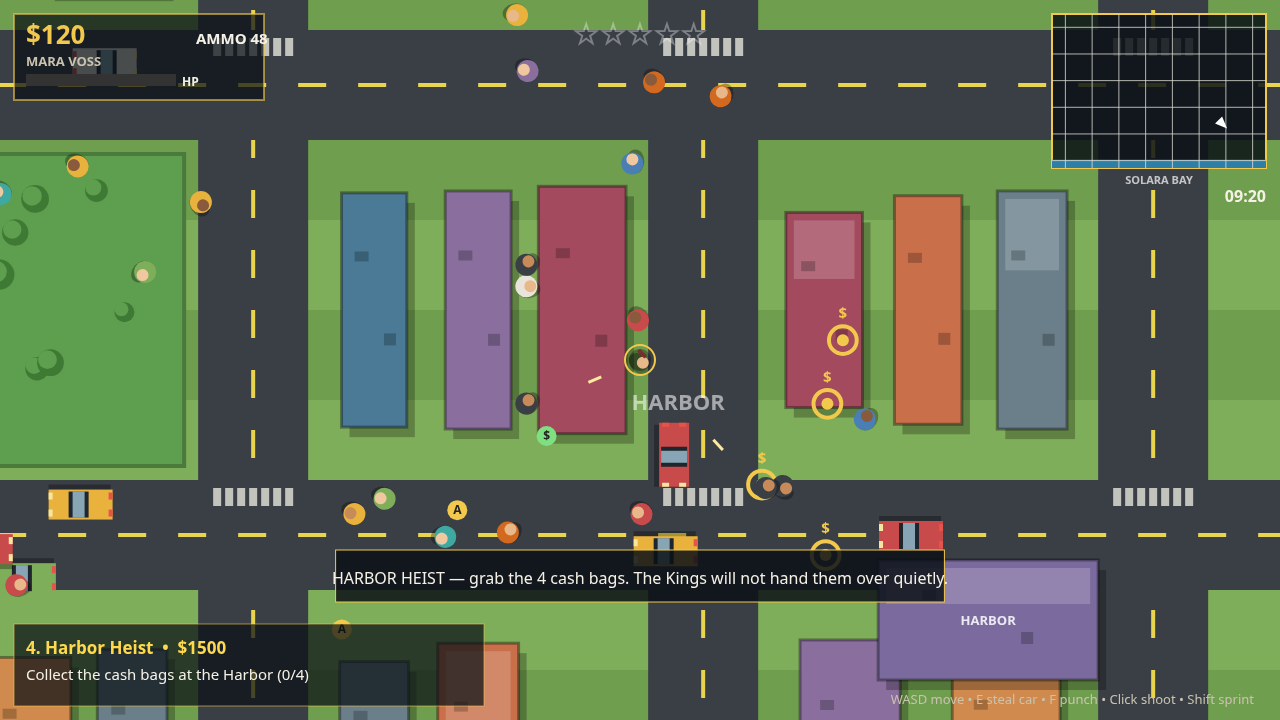 $120
AMMO 48
MARA VOSS
HP
☆☆☆☆☆
SOLARA BAY
09:20
$
$
HARBOR
$
$
A
$
HARBOR HEIST — grab the 4 cash bags. The Kings will not hand them over quietly.
HARBOR
A
4. Harbor Heist • $1500
Collect the cash bags at the Harbor (0/4)
WASD move • E steal car • F punch • Click shoot • Shift sprint